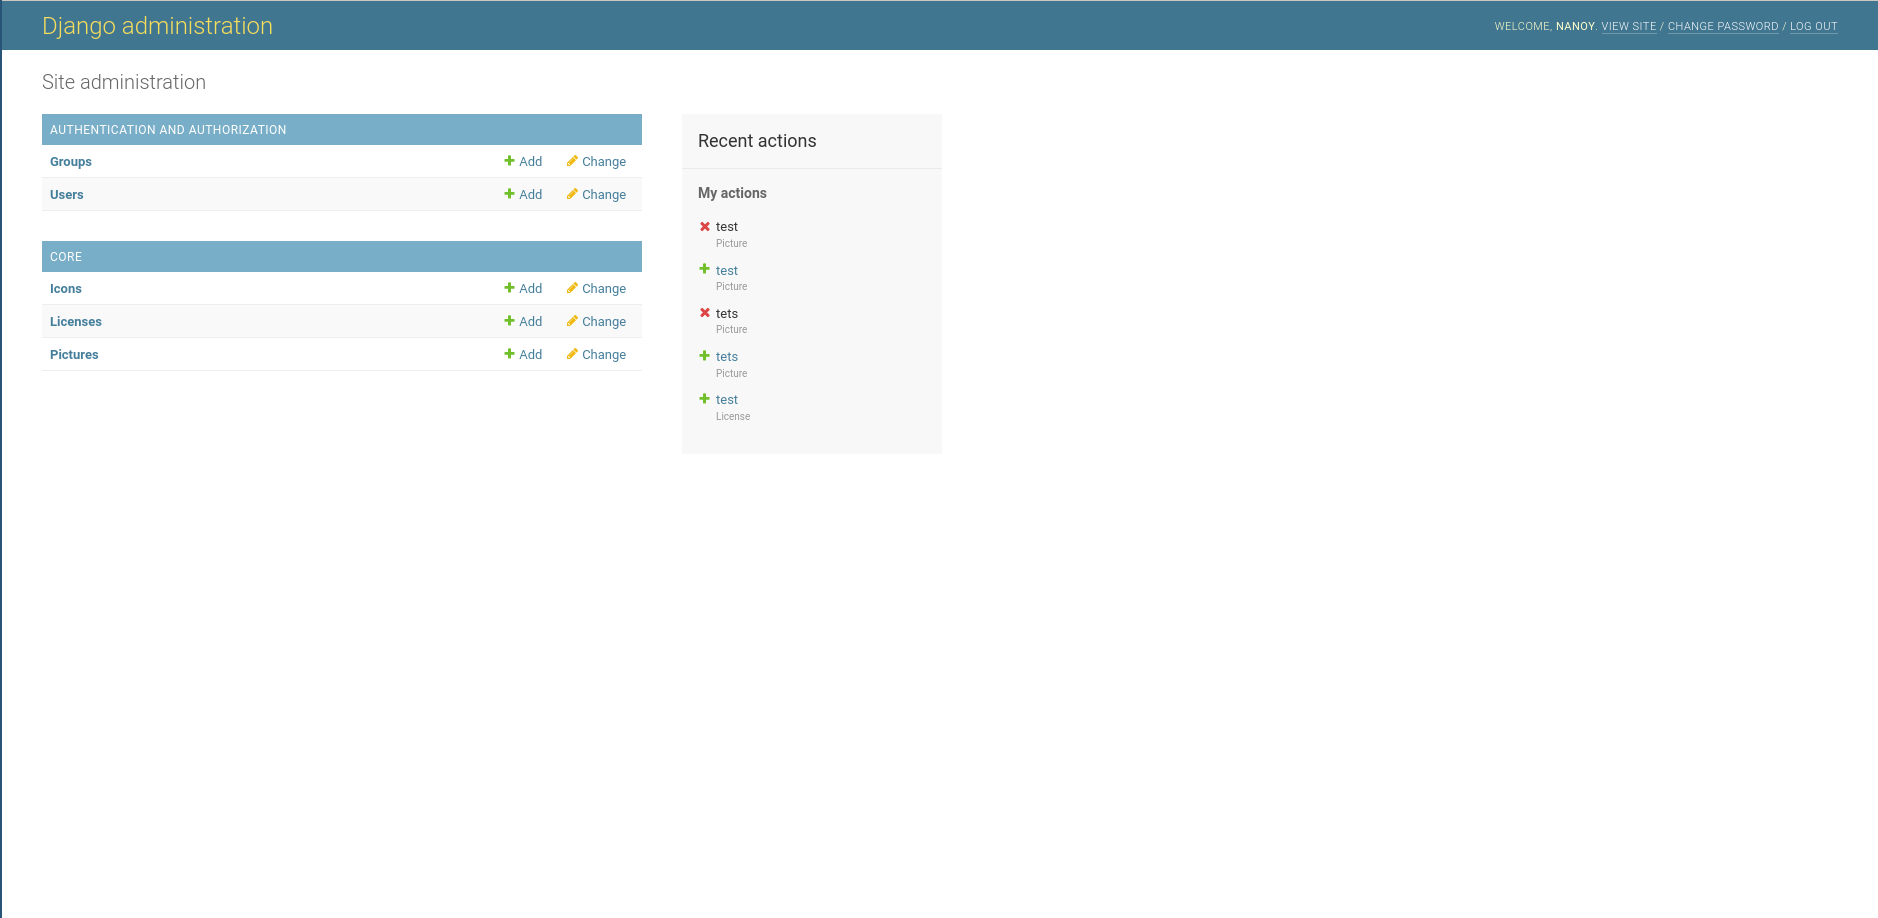 Django administration
WELCOME, NANOY. VIEW SITE / CHANGE PASSWORD / LOG OUT
Site administration
AUTHENTICATION AND AUTHORIZATION
Groups Add Change
Users Add Change
CORE
Icons Add Change
Licenses Add Change
Pictures Add Change
Recent actions
My actions
test
Picture
test
Picture
tets
Picture
tets
Picture
test
License